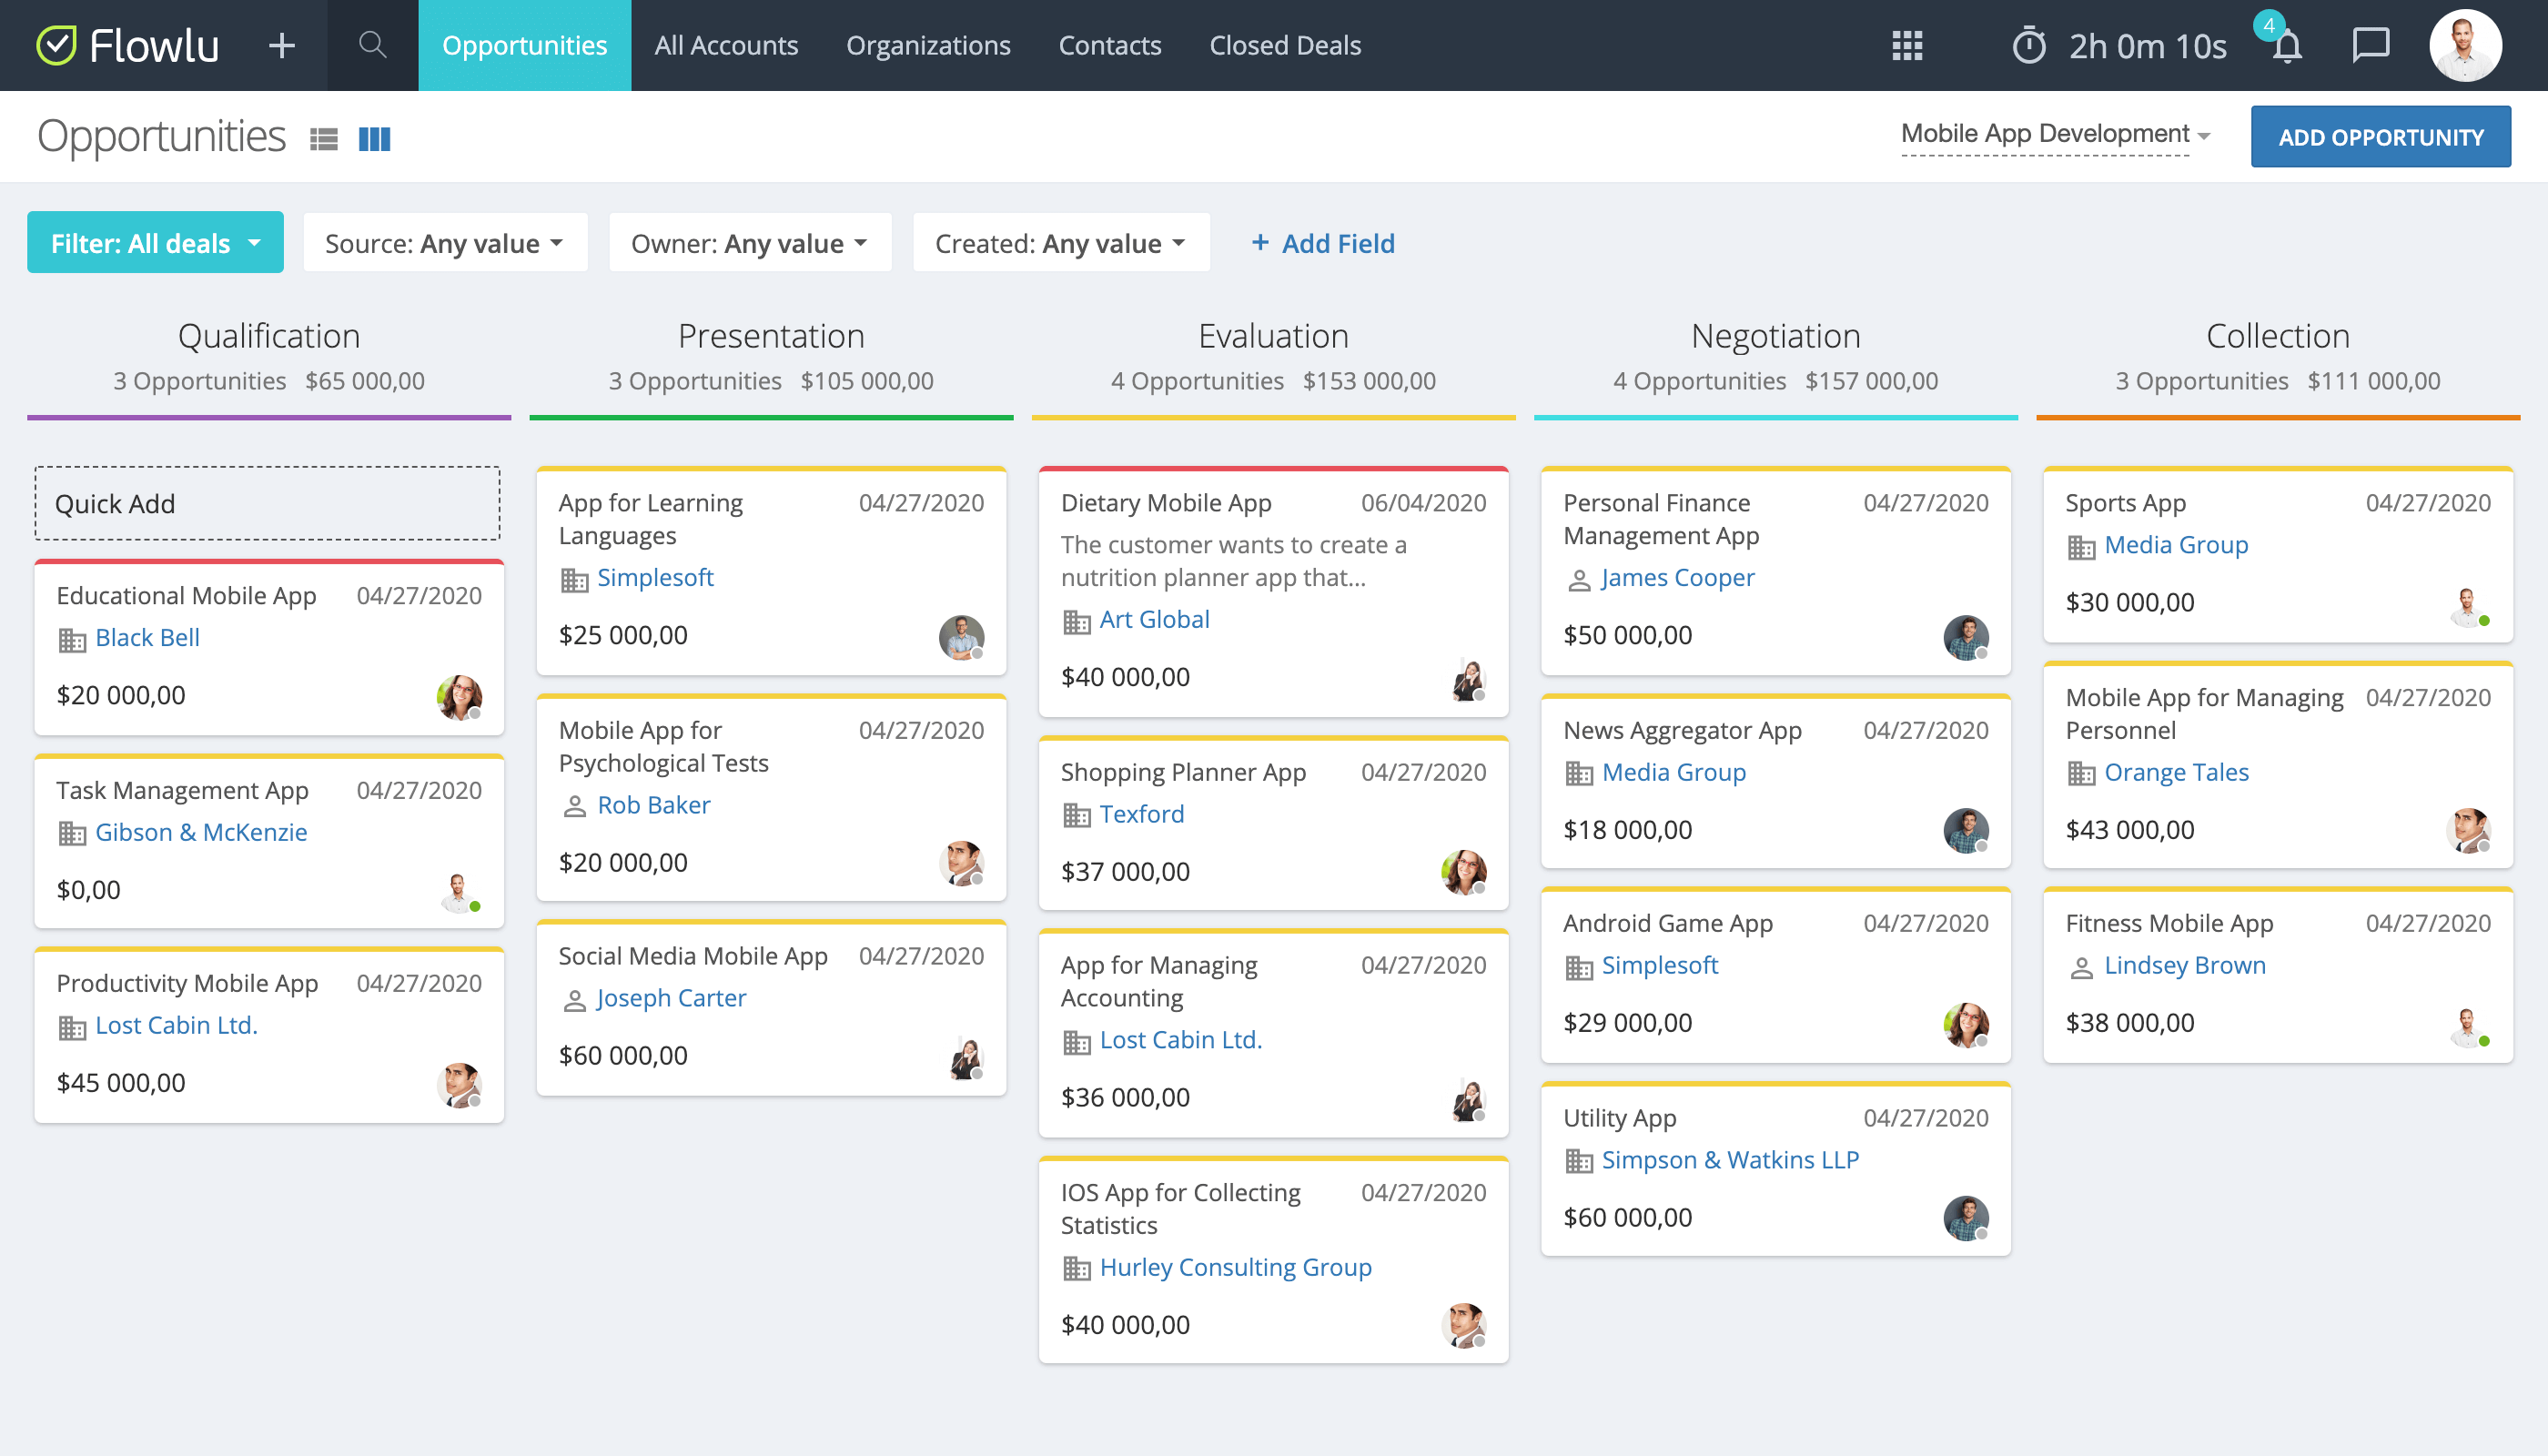 Flowlu + Opportunities All Accounts Organizations Contacts Closed Deals 2h 0m 10s 4
Opportunities Mobile App Development ADD OPPORTUNITY
Filter: All deals Source: Any value Owner: Any value Created: Any value + Add Field
Qualification
3 Opportunities $65 000,00
Quick Add
Educational Mobile App 04/27/2020
Black Bell
$20 000,00
Task Management App 04/27/2020
Gibson & McKenzie
$0,00
Productivity Mobile App 04/27/2020
Lost Cabin Ltd.
$45 000,00
Presentation
3 Opportunities $105 000,00
App for Learning 04/27/2020
Languages
Simplesoft
$25 000,00
Mobile App for 04/27/2020
Psychological Tests
Rob Baker
$20 000,00
Social Media Mobile App 04/27/2020
Joseph Carter
$60 000,00
Evaluation
4 Opportunities $153 000,00
Dietary Mobile App 06/04/2020
The customer wants to create a
nutrition planner app that...
Art Global
$40 000,00
Shopping Planner App 04/27/2020
Texford
$37 000,00
App for Managing 04/27/2020
Accounting
Lost Cabin Ltd.
$36 000,00
IOS App for Collecting 04/27/2020
Statistics
Hurley Consulting Group
$40 000,00
Negotiation
4 Opportunities $157 000,00
Personal Finance 04/27/2020
Management App
James Cooper
$50 000,00
News Aggregator App 04/27/2020
Media Group
$18 000,00
Android Game App 04/27/2020
Simplesoft
$29 000,00
Utility App 04/27/2020
Simpson & Watkins LLP
$60 000,00
Collection
3 Opportunities $111 000,00
Sports App 04/27/2020
Media Group
$30 000,00
Mobile App for Managing 04/27/2020
Personnel
Orange Tales
$43 000,00
Fitness Mobile App 04/27/2020
Lindsey Brown
$38 000,00